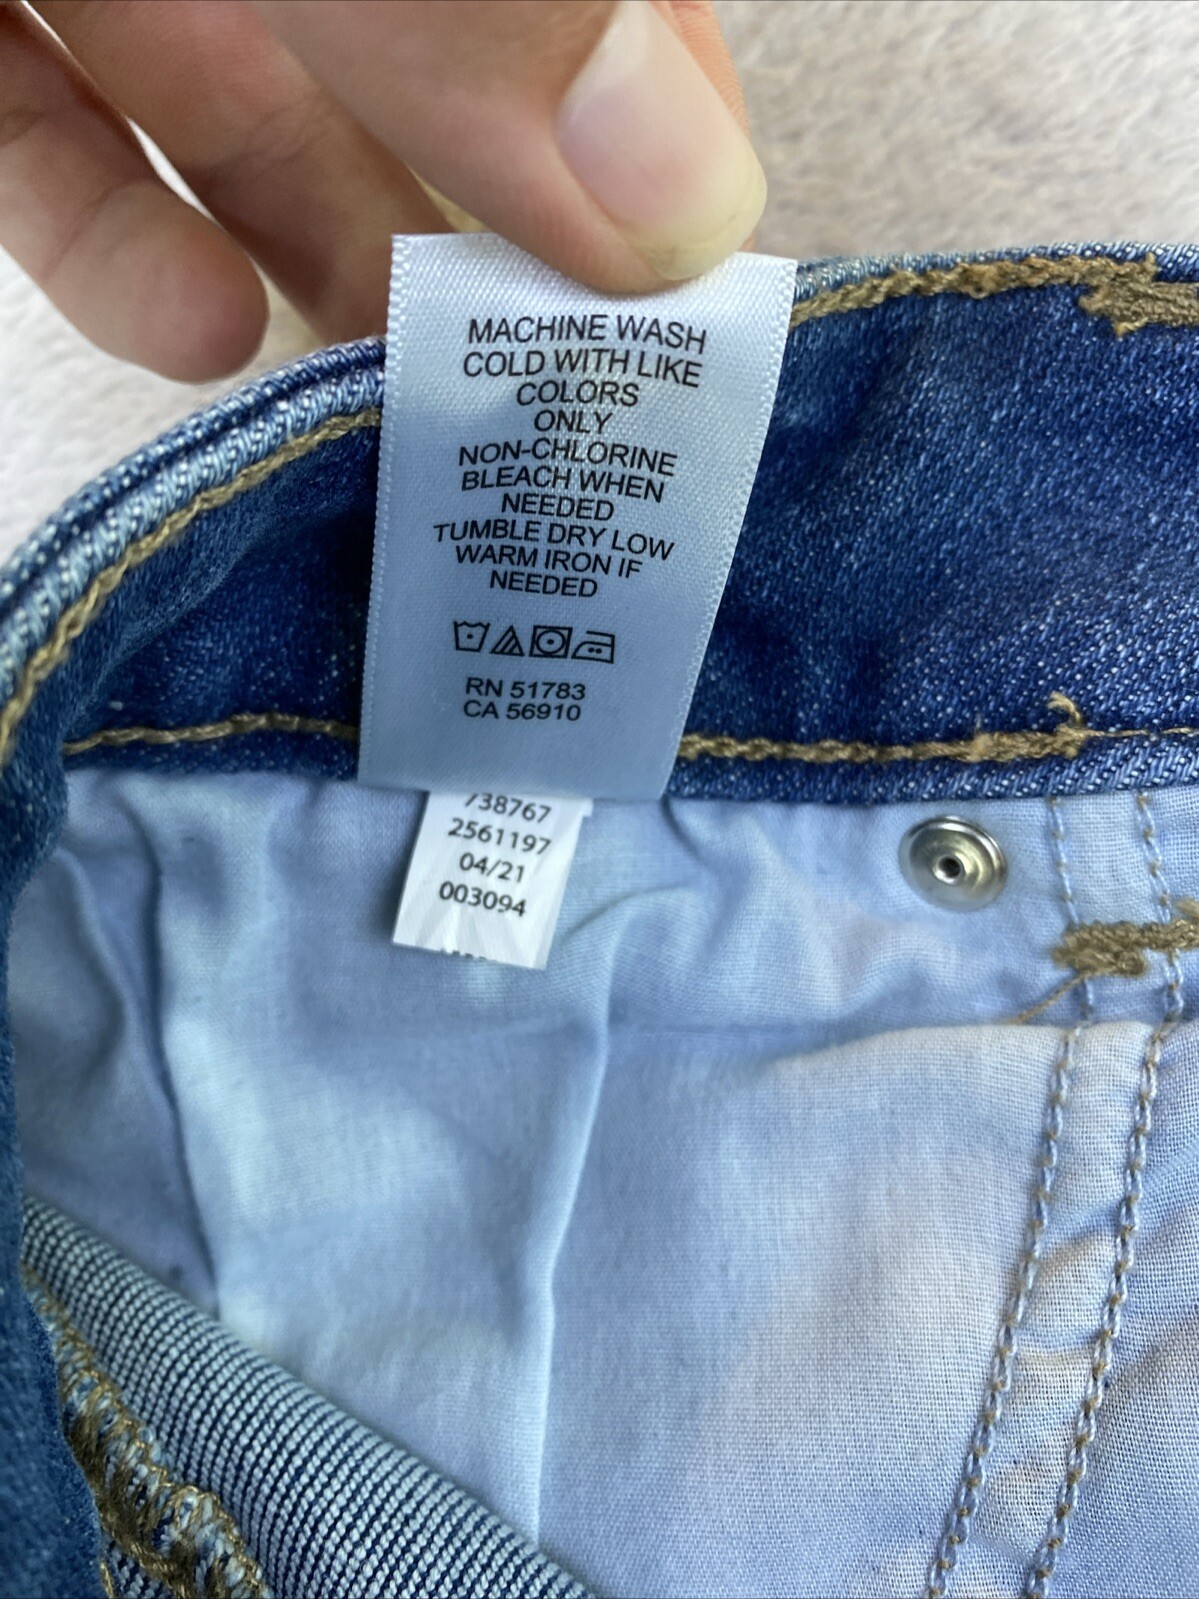 MACHINE WASH
COLD WITH LIKE
COLORS
ONLY
NON-CHLORINE
BLEACH WHEN
NEEDED
TUMBLE DRY LOW
WARM IRON IF
NEEDED
RN 51783
CA 56910
738767
2561197
04/21
003094